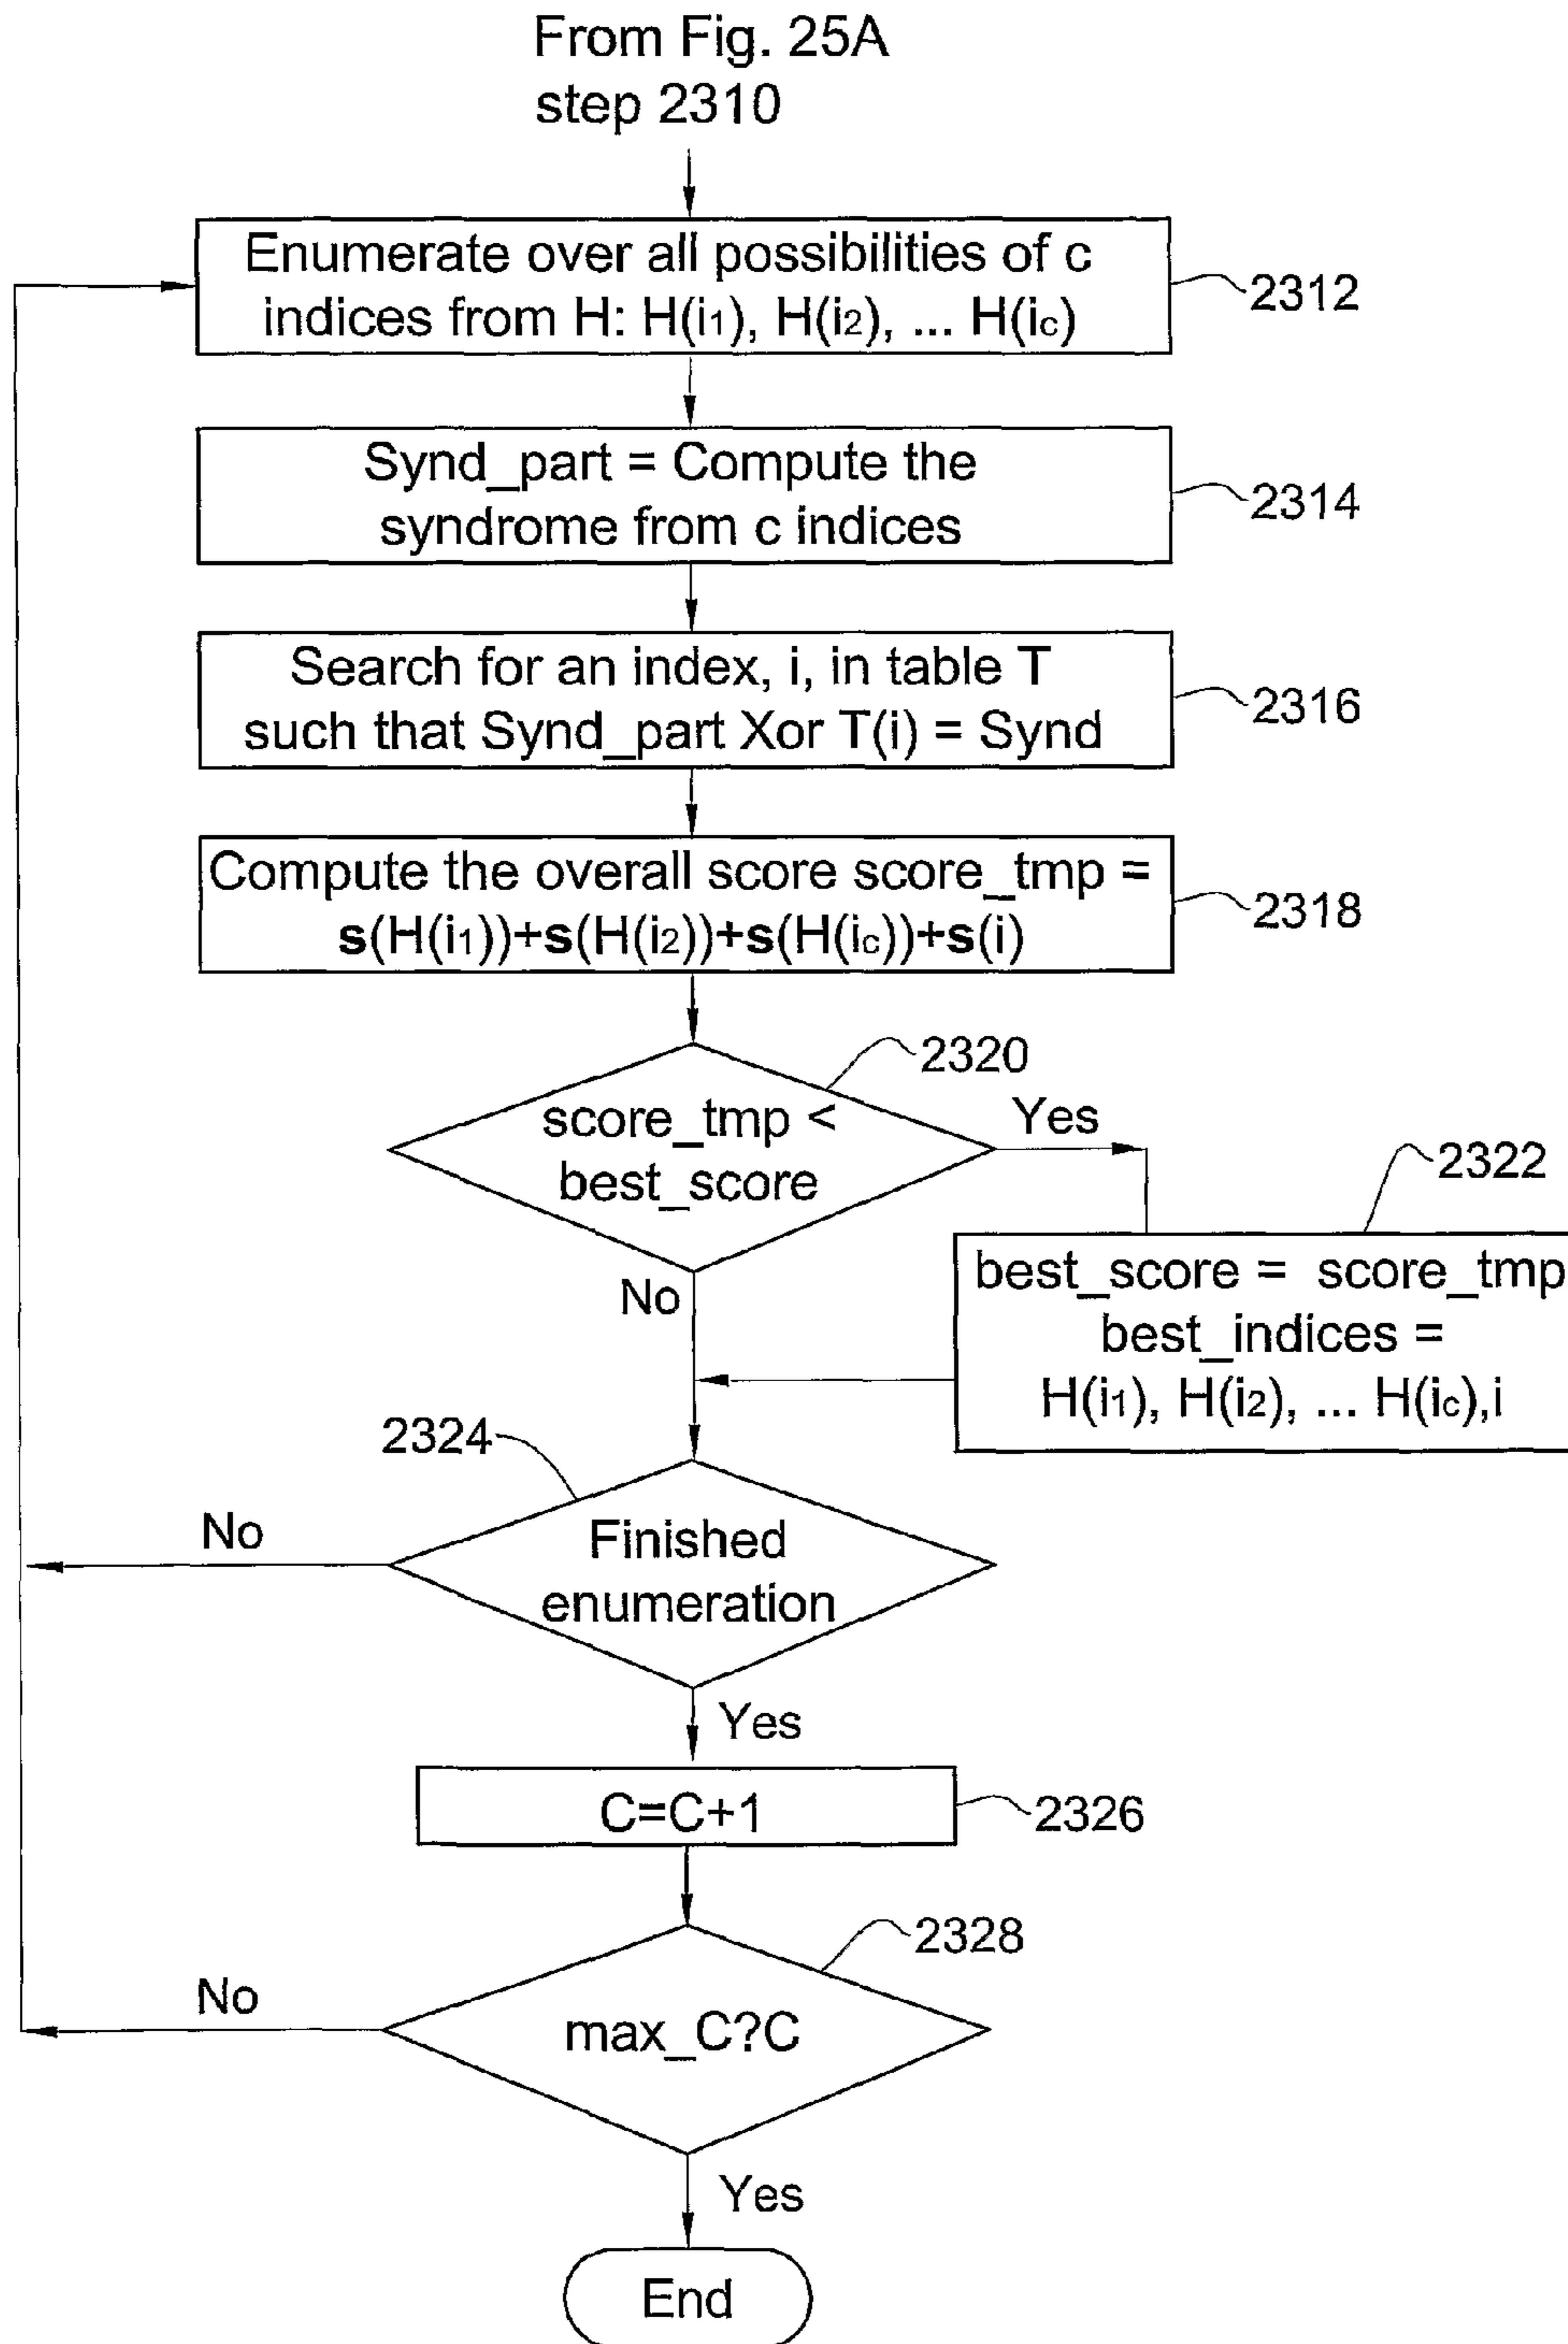 From Fig. 25A
step 2310
Enumerate over all possibilities of c
indices from H: H(i1), H(i2), ... H(ic)
2312
Synd_part = Compute the
syndrome from c indices
2314
Search for an index, i, in table T
such that Synd_part Xor T(i) = Synd
2316
Compute the overall score score_tmp =
s(H(i1))+s(H(i2))+s(H(ic))+s(i)
2318
2320
score_tmp <
best_score
Yes
2322
best_score = score_tmp
best_indices =
H(i1), H(i2), ... H(ic),i
No
2324
Finished
enumeration
No
Yes
C=C+1
2326
2328
max_C?C
No
Yes
End